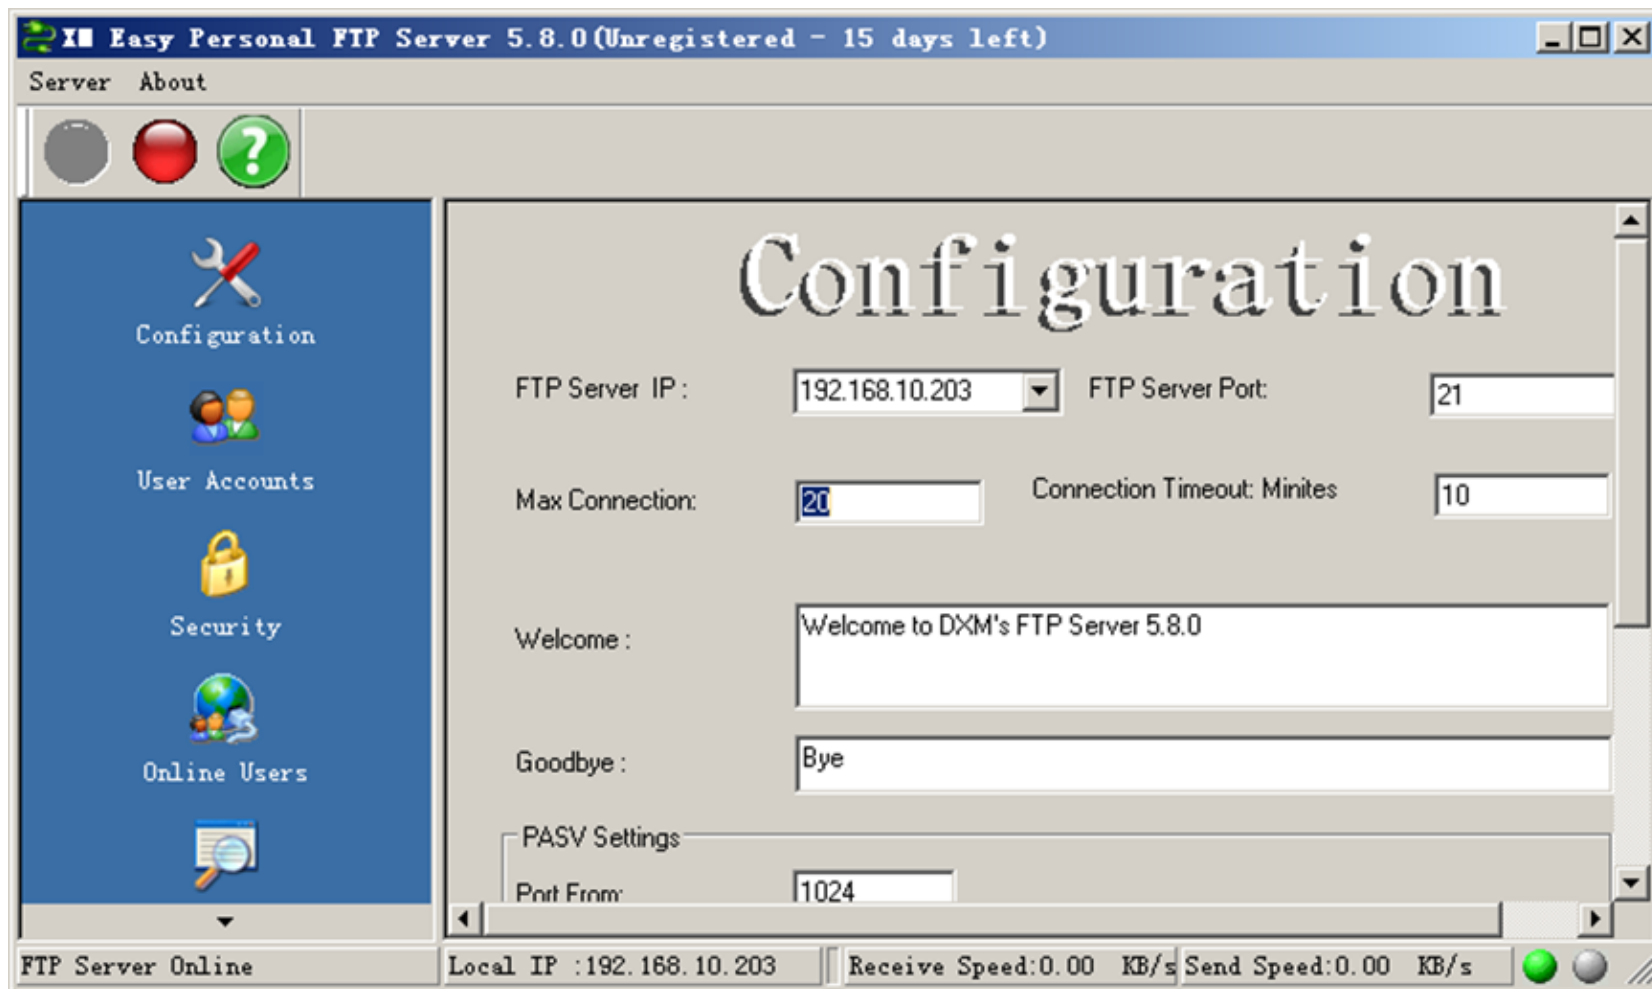 XM Easy Personal FTP Server 5.8.0(Unregistered - 15 days left)
Server About
Configuration
User Accounts
Security
Online Users
Configuration
FTP Server IP : 192.168.10.203 FTP Server Port: 21
Max Connection: 20 Connection Timeout: Minites 10
Welcome : Welcome to DXM's FTP Server 5.8.0
Goodbye : Bye
PASV Settings
Port From: 1024
FTP Server Online Local IP :192.168.10.203 Receive Speed:0.00 KB/s Send Speed:0.00 KB/s